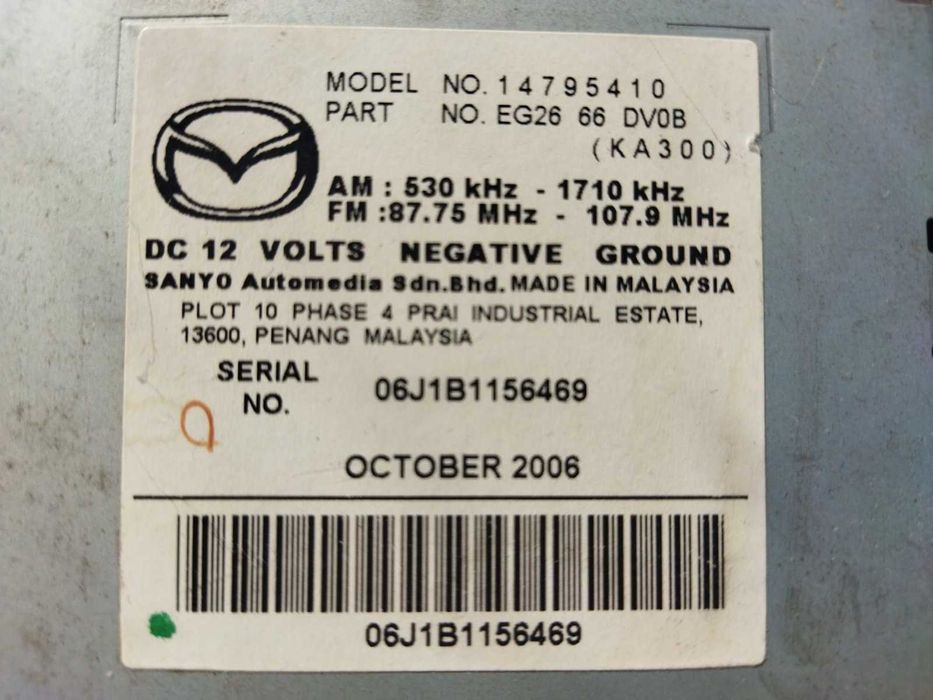 MODEL NO. 14795410
PART NO. EG26 66 DV0B
(KA300)
AM : 530 kHz - 1710 kHz
FM :87.75 MHz - 107.9 MHz
DC 12 VOLTS NEGATIVE GROUND
SANYO Automedia Sdn.Bhd. MADE IN MALAYSIA
PLOT 10 PHASE 4 PRAI INDUSTRIAL ESTATE,
13600, PENANG MALAYSIA
SERIAL NO. 06J1B1156469
OCTOBER 2006
06J1B1156469